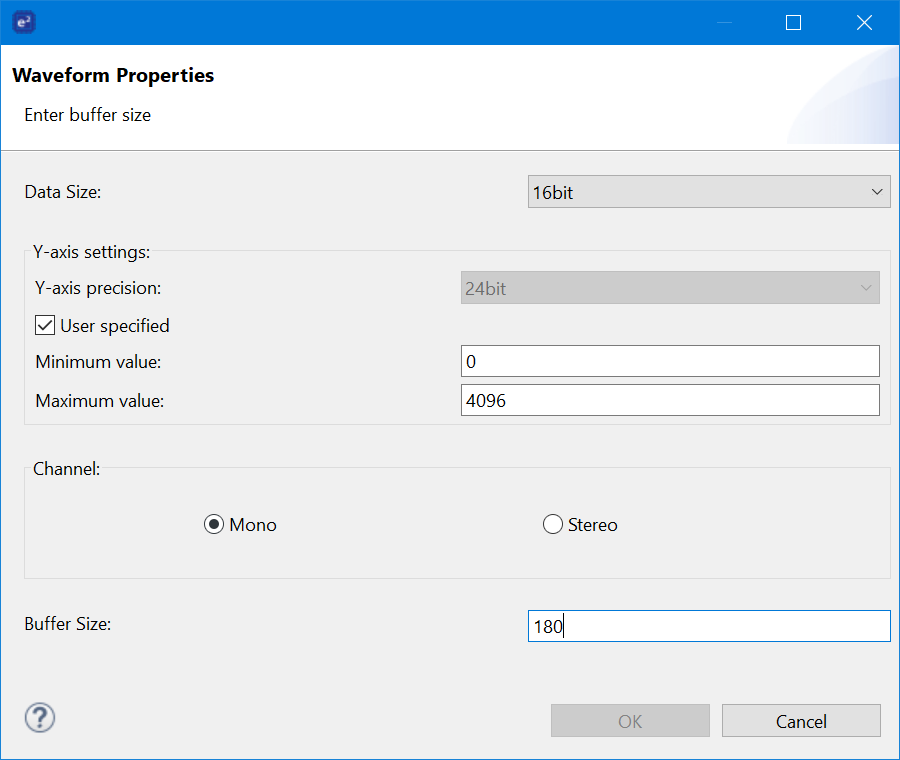 e²
Waveform Properties
Enter buffer size
Data Size:
16bit
Y-axis settings:
Y-axis precision:
24bit
User specified
Minimum value:
0
Maximum value:
4096
Channel:
Mono
Stereo
Buffer Size:
180
?
OK
Cancel